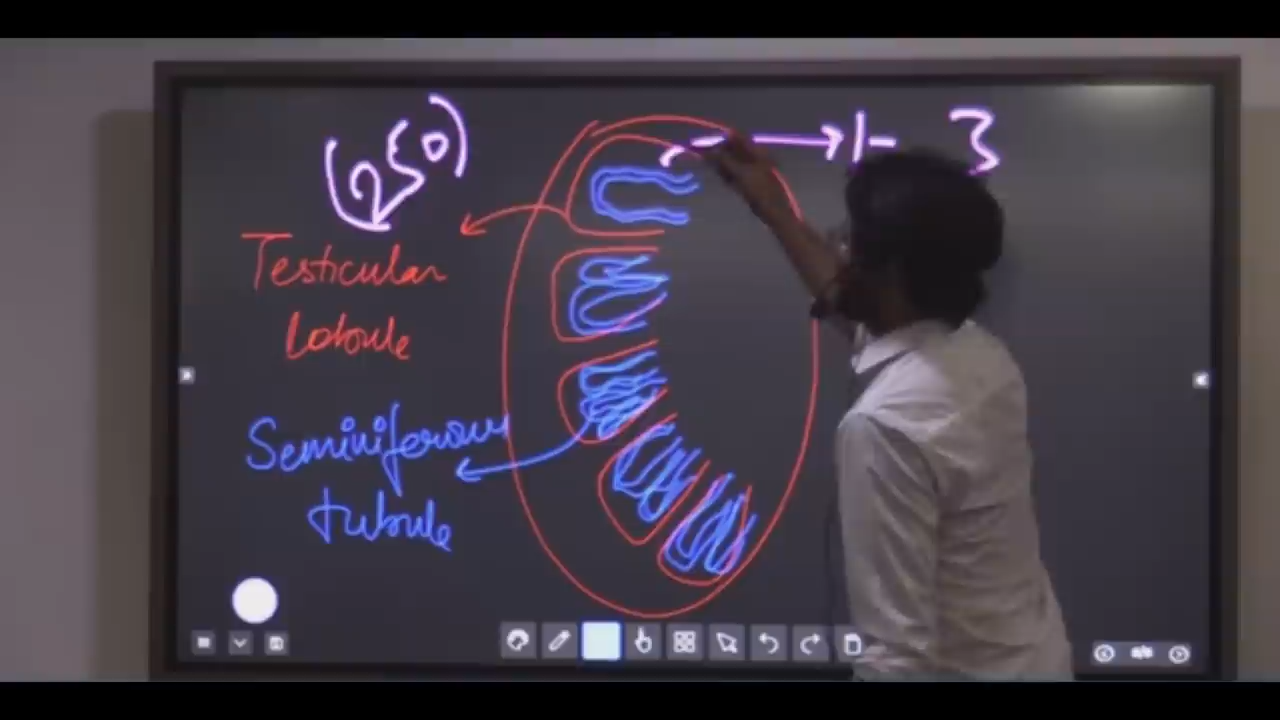 (250)
1- 3
Testicular
lobule
Seminiferous
tubule